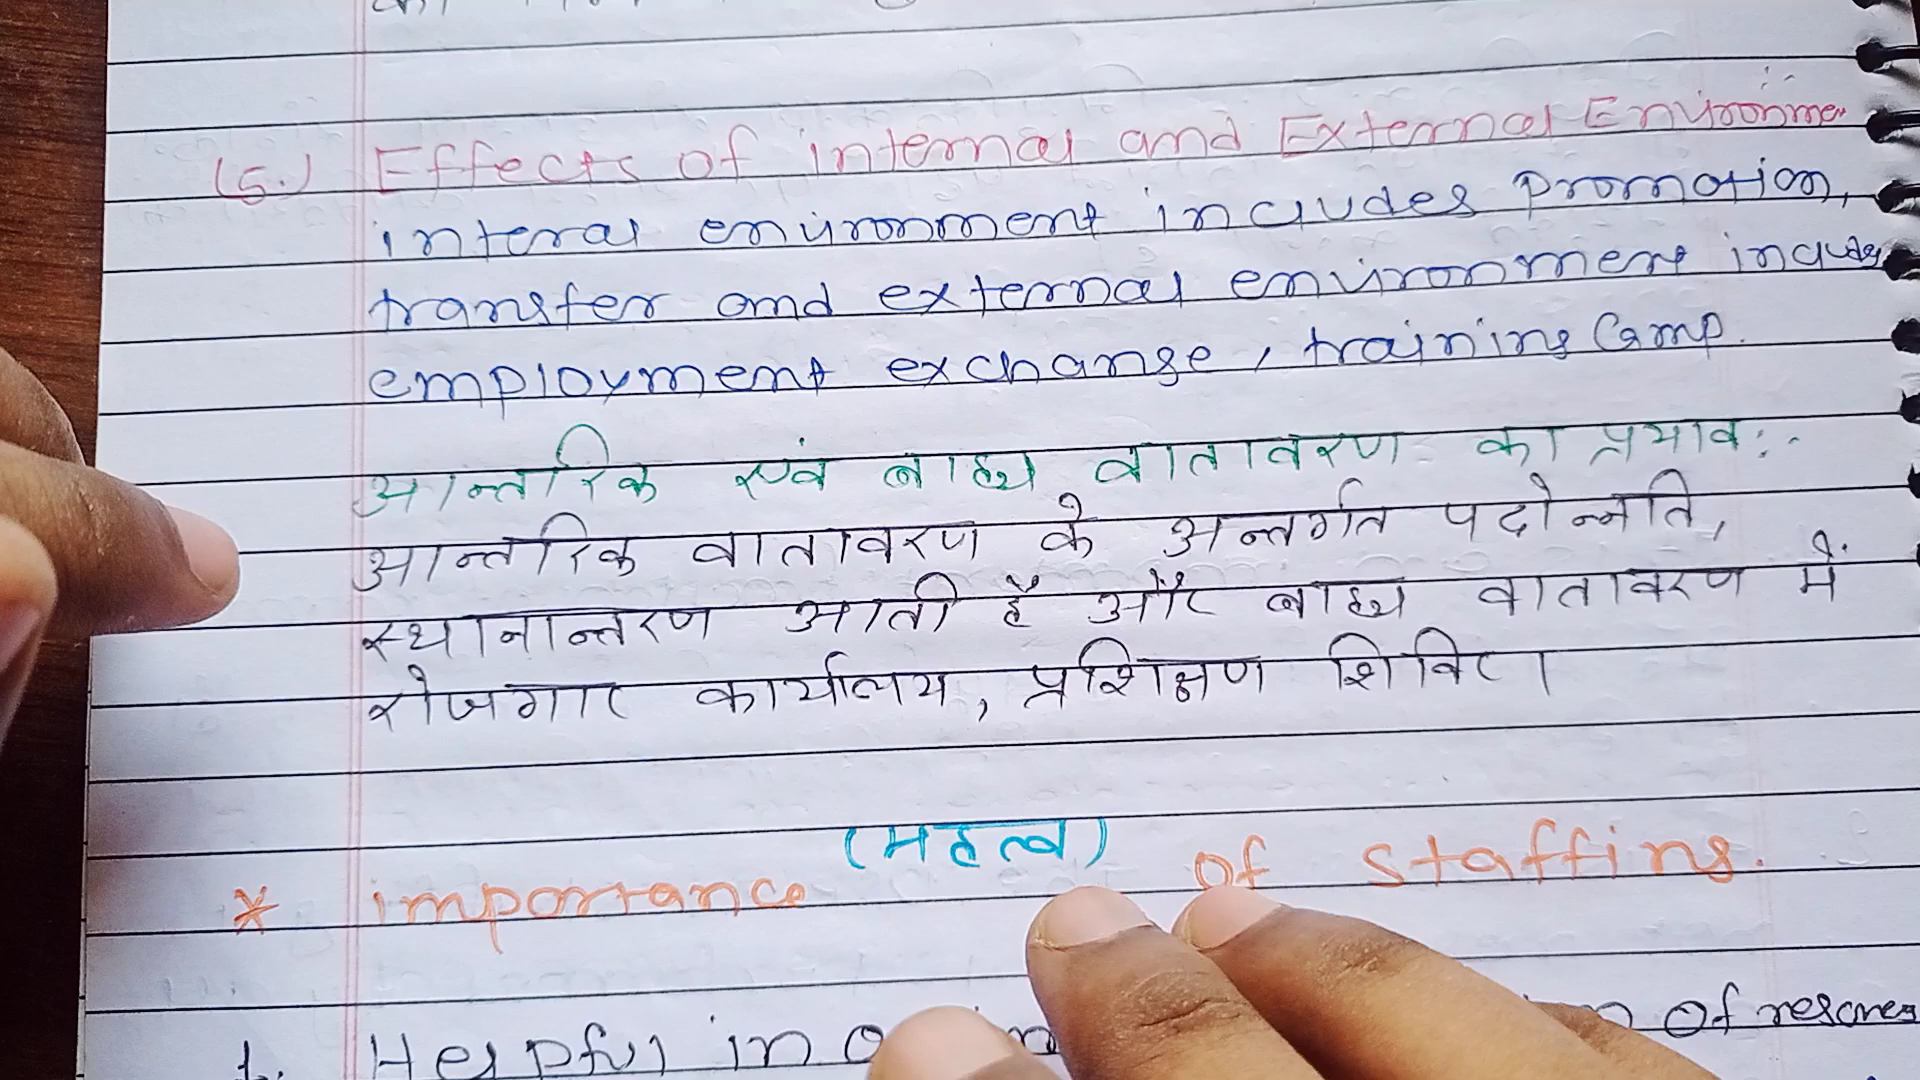 (5.) Effects of internal and External Environme
interal environment includes promotion,
transfer and external environment includes
employment exchange, training Camp.
आन्तरिक एवं बाह्य वातावरण का प्रभाव:-
आन्तरिक वातावरण के अन्तर्गत पदोन्नति,
स्थानान्तरण आती हैं और बाह्य वातावरण में
रोजगार कार्यालय, प्रशिक्षण शिविर।
* importance (महत्व) of staffing.
1. Helpful in of